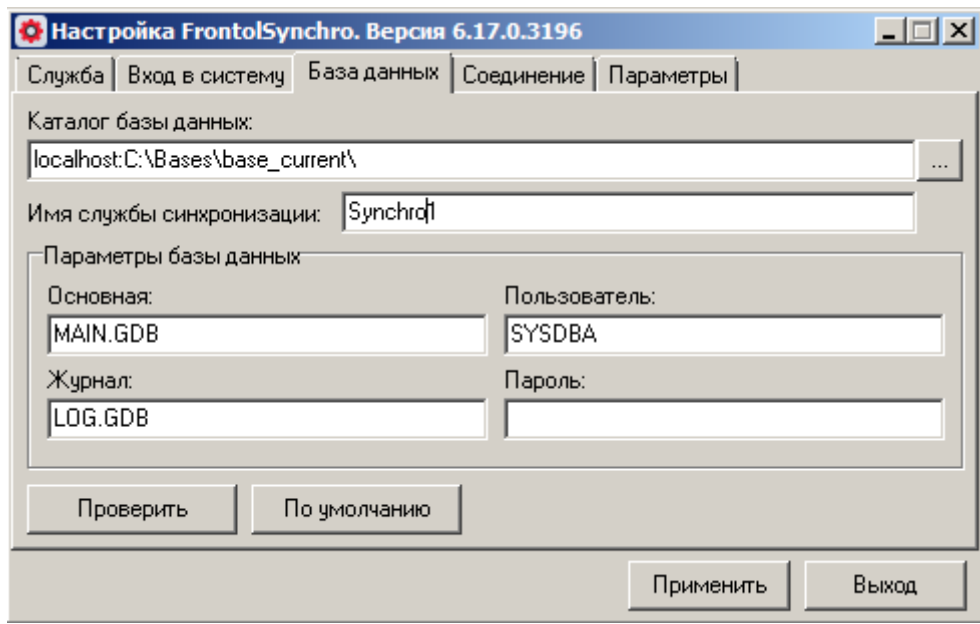 Настройка FrontolSynchro. Версия 6.17.0.3196
Служба Вход в систему База данных Соединение Параметры
Каталог базы данных:
localhost:C:\Bases\base_current\ ...
Имя службы синхронизации: Synchro1
Параметры базы данных
Основная: Пользователь:
MAIN.GDB SYSDBA
Журнал: Пароль:
LOG.GDB
Проверить По умолчанию
Применить Выход